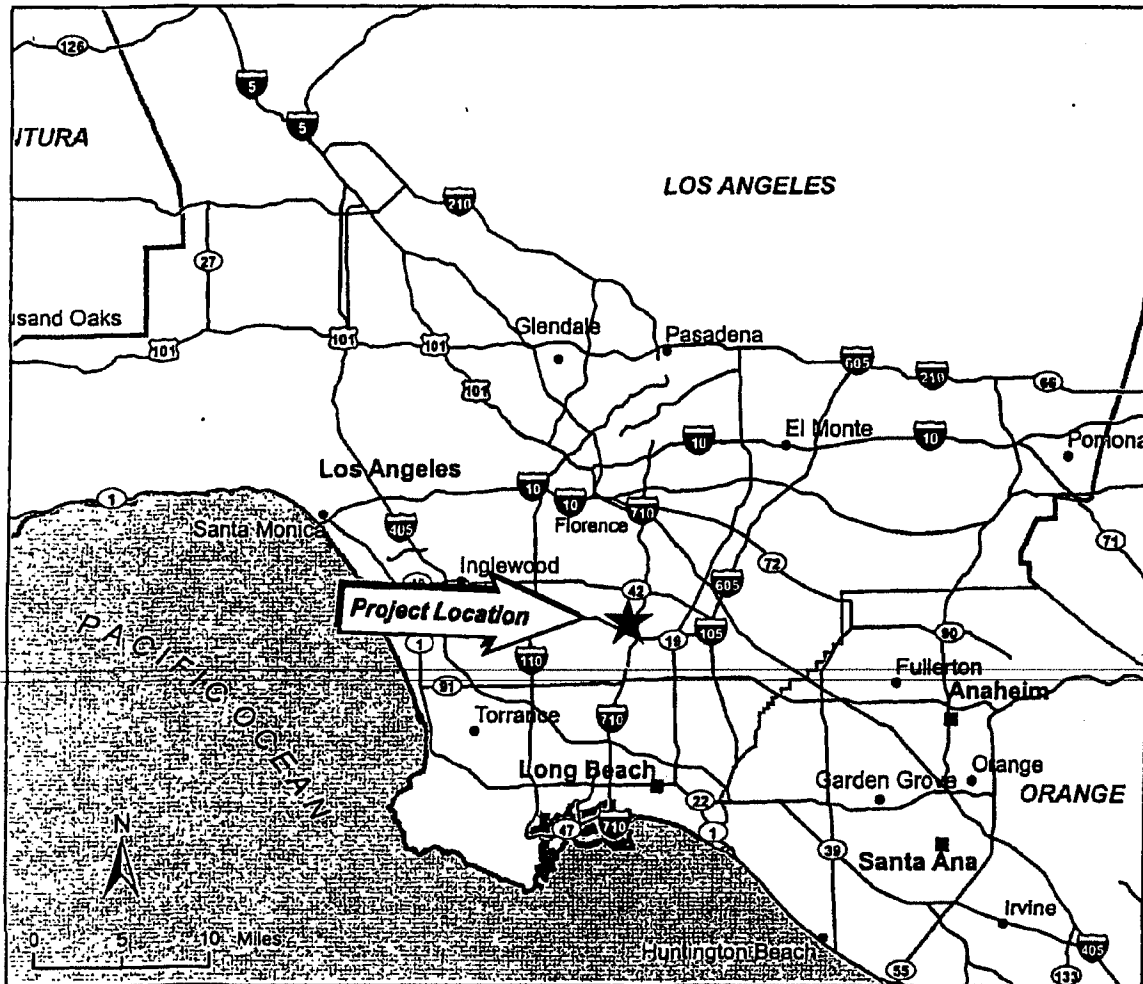 126
5
5
ITURA
LOS ANGELES
210
27
usand Oaks
101
101
101
Glendale
Pasadena
101
605
210
66
10
El Monte
10
Pomona
Los Angeles
1
10
10
710
Santa Monica
405
Florence
71
Inglewood
72
42
605
Project Location
1
19
105
90
110
PACIFIC OCEAN
Fullerton
91
Anaheim
Torrance
710
Long Beach
Orange
Garden Grove
ORANGE
22
N
47
710
1
39
Santa Ana
Irvine
0 5 10 Miles
Huntington Beach
405
55
133